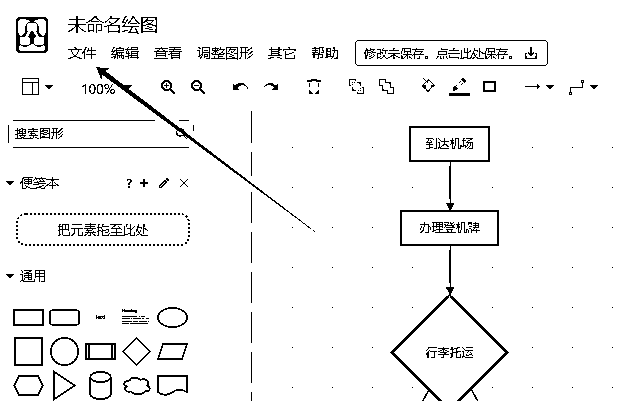 未命名绘图
文件 编辑 查看 调整图形 其它 帮助 修改未保存。点击此处保存。
100%
搜索图形
便笺本 ?
把元素拖至此处
通用
Text Heading
到达机场
办理登机牌
行李托运